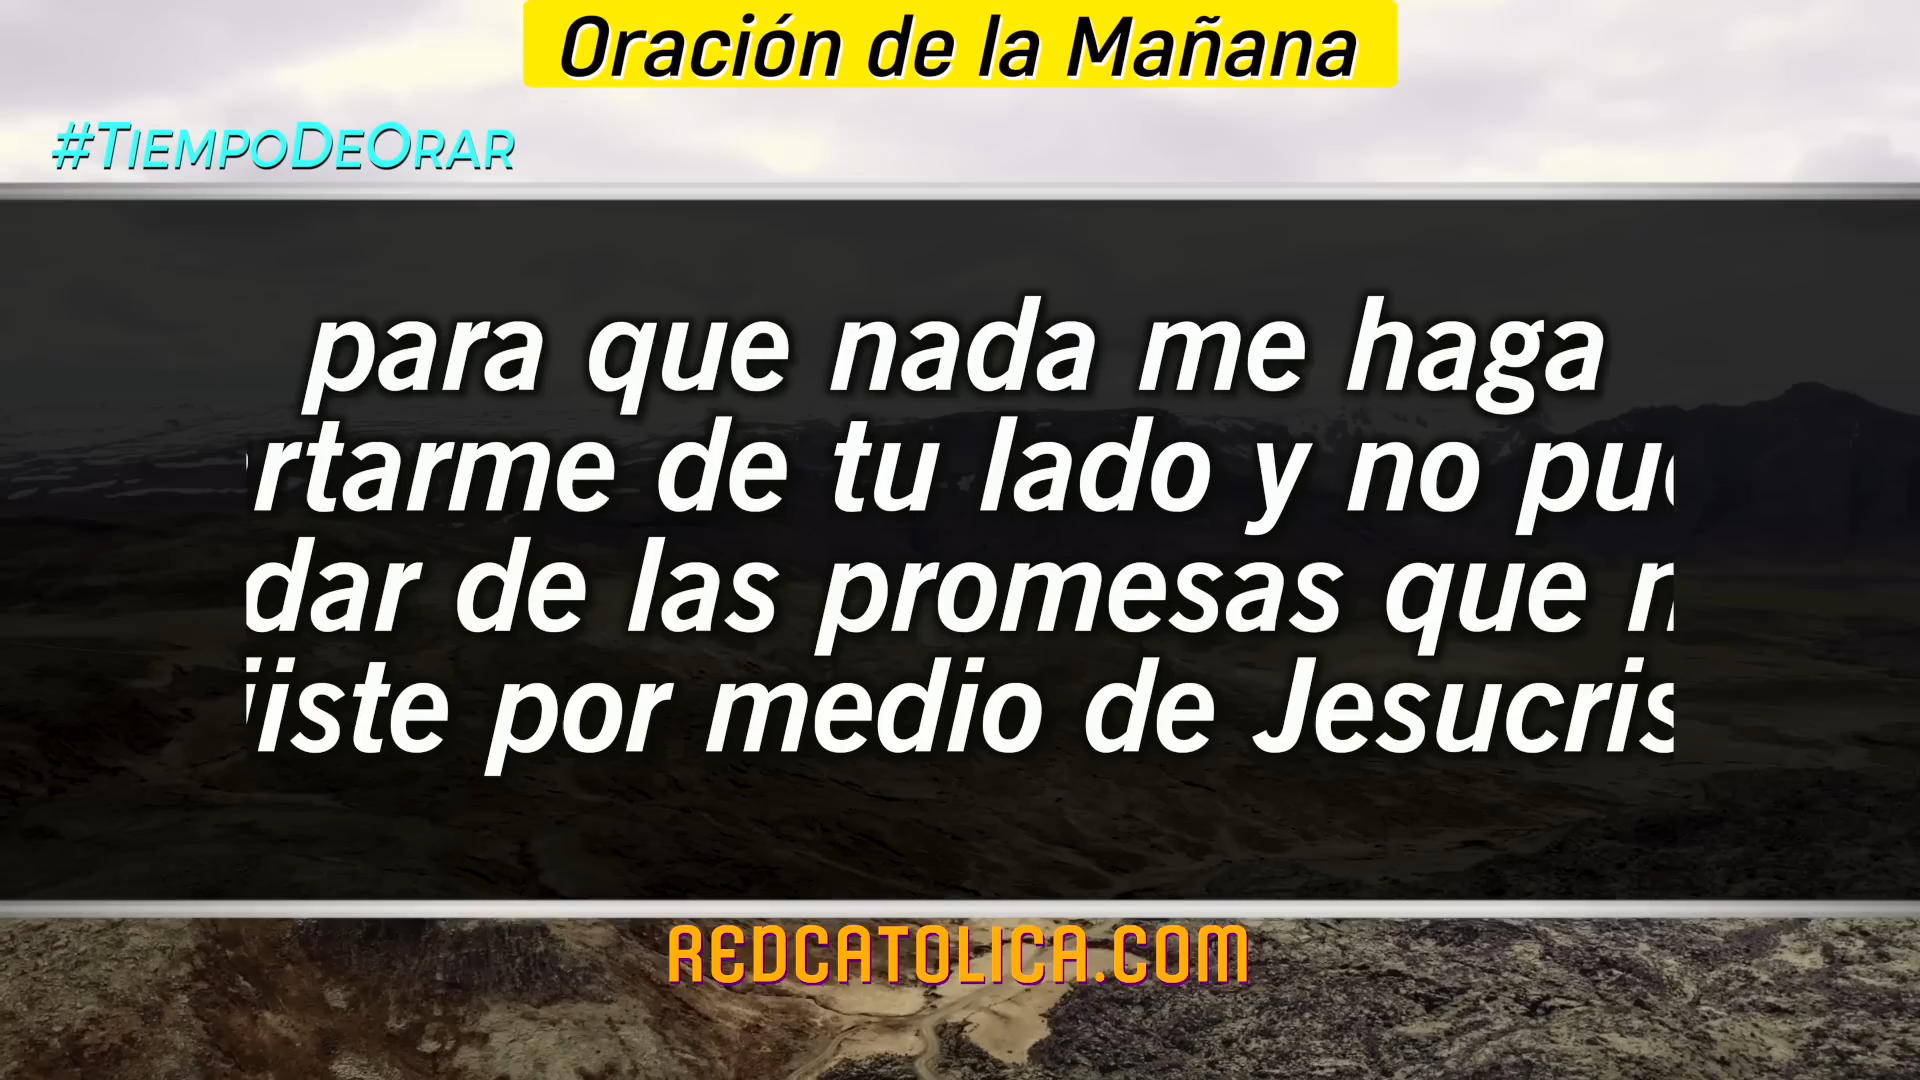 Oración de la Mañana
#TiempoDeOrar
para que nada me haga
rtarme de tu lado y no pu
dar de las promesas que
iste por medio de Jesucris
REDCATOLICA.COM